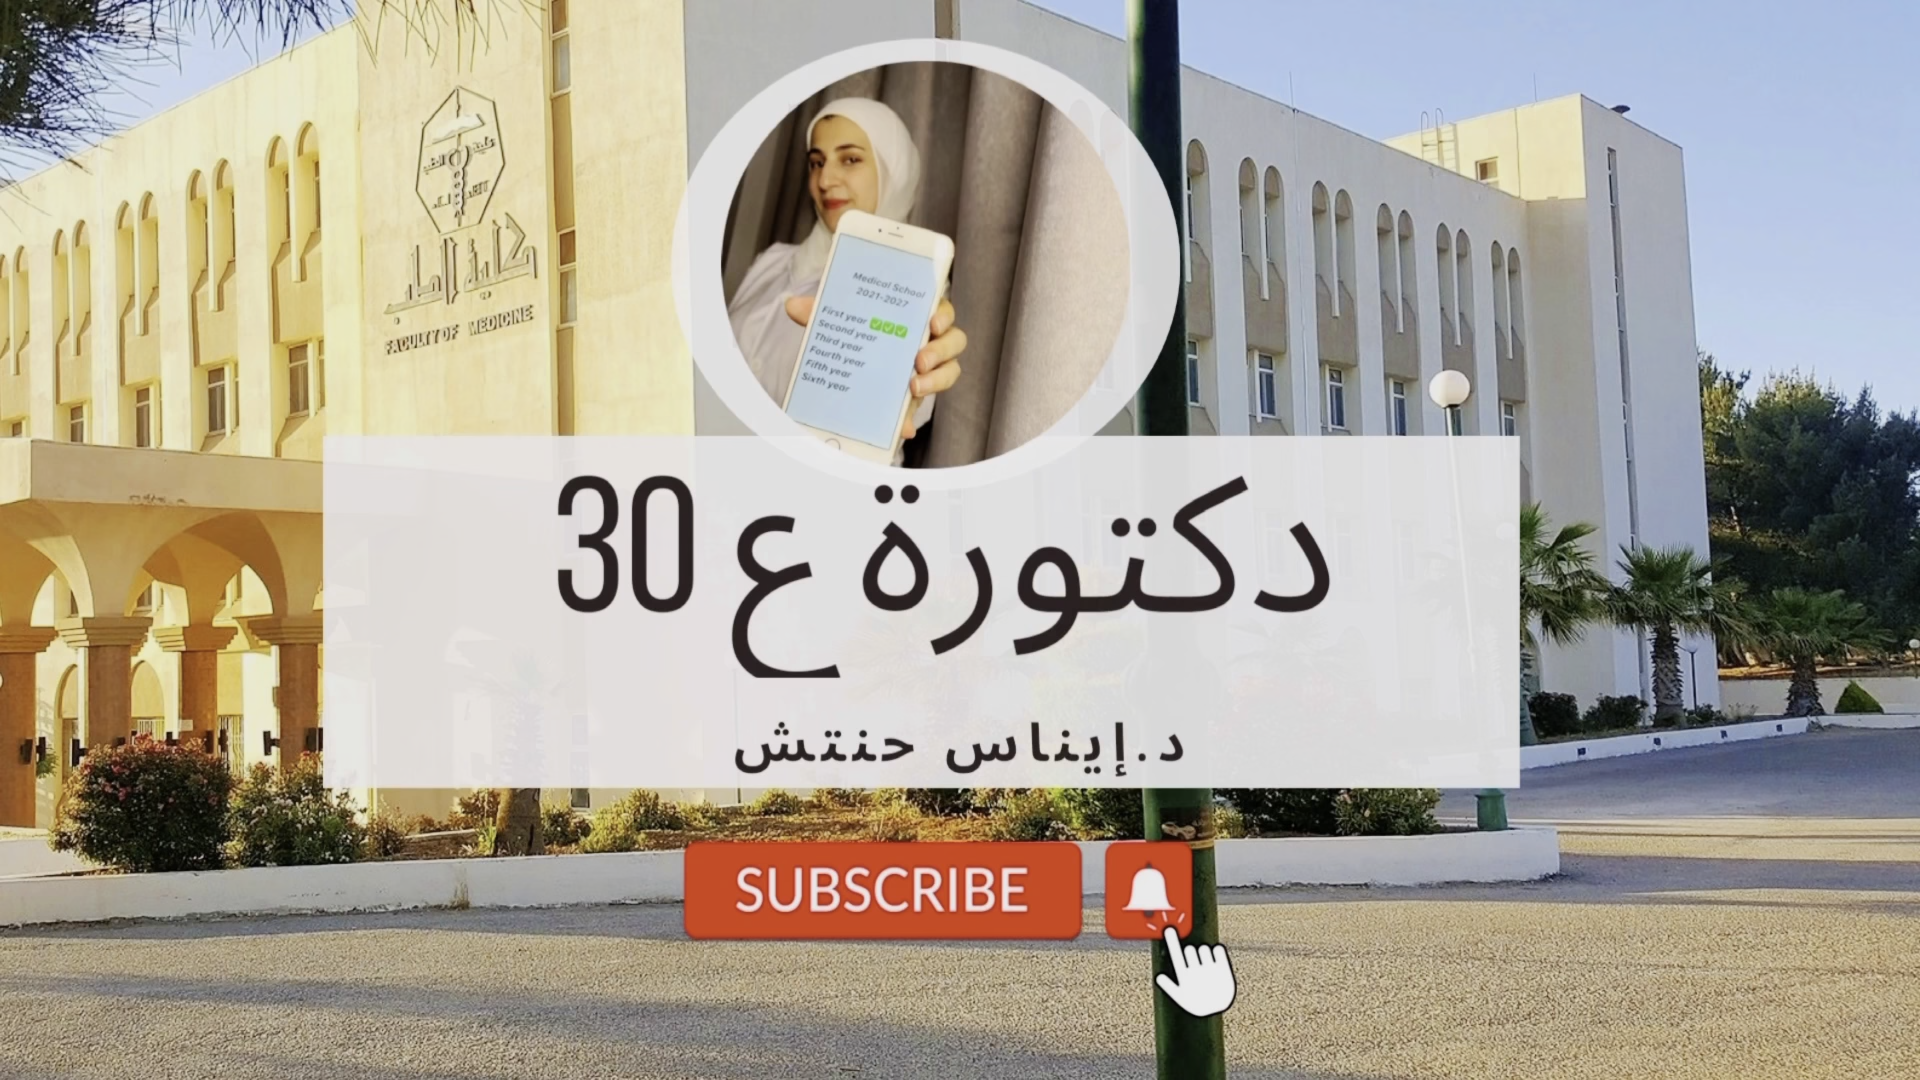 كلية الطب
FACULTY OF MEDICINE
Medical School
2021-2027
First year ✅✅✅
Second year
Third year
Fourth year
Fifth year
Sixth year
دكتورة ع 30
د.إيناس حنتش
SUBSCRIBE